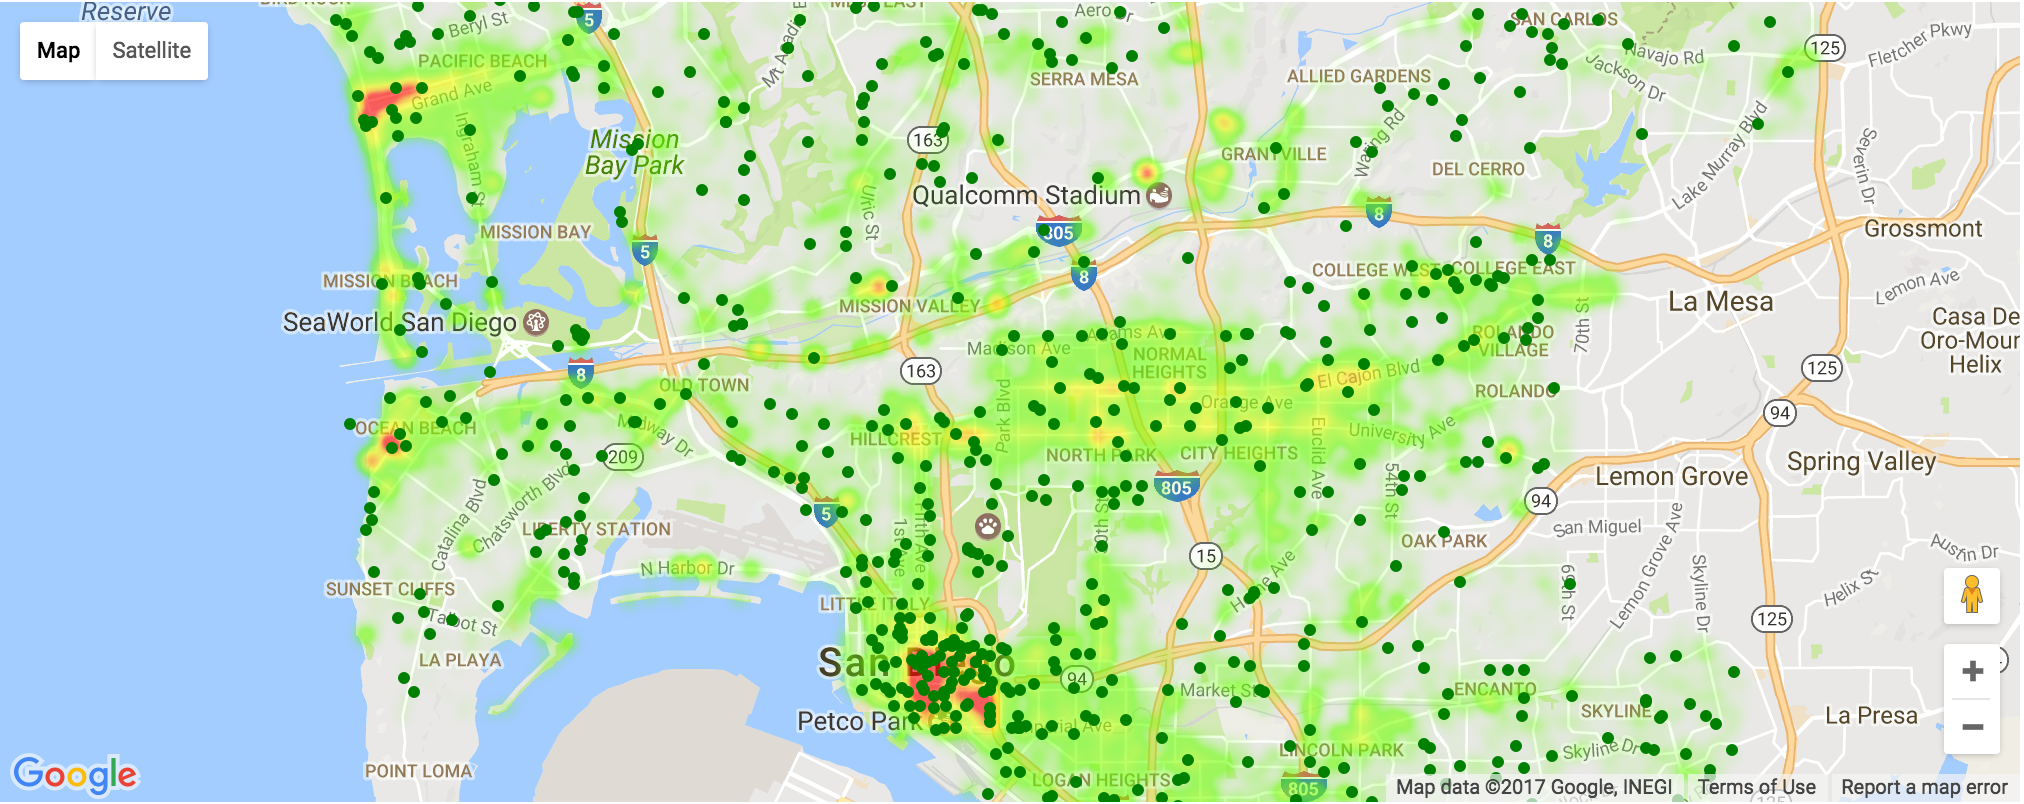 Reserve
Beryl St
5
Mt Acadia
Aero Dr
SAN CARLOS
125
Fletcher Pkwy
Map
Satellite
PACIFIC BEACH
SERRA MESA
ALLIED GARDENS
Navajo Rd
Jackson Dr
Grand Ave
Ingraham St
Mission
Bay Park
163
GRANTVILLE
Waring Rd
DEL CERRO
Lake Murray Blvd
Severin Dr
Qualcomm Stadium
Ulric St
8
805
MISSION BAY
5
8
Grossmont
MISSION BEACH
8
COLLEGE WEST
COLLEGE EAST
Lemon Ave
La Mesa
MISSION VALLEY
SeaWorld San Diego
70th St
Casa De
Oro-Moun
Helix
Adams Ave
Madison Ave
ROLANDO
VILLAGE
NORMAL
HEIGHTS
8
163
OLD TOWN
El Cajon Blvd
125
ROLANDO
Park Blvd
Orange Ave
94
OCEAN BEACH
Midway Dr
HILLCREST
Euclid Ave
University Ave
209
NORTH PARK
CITY HEIGHTS
Spring Valley
Lemon Grove
805
54th St
94
Catalina Blvd
Chatsworth Blvd
5
LIBERTY STATION
1st Ave
Fifth Ave
30th St
San Miguel
Lemon Grove Ave
OAK PARK
15
Austin Dr
N Harbor Dr
SUNSET CLIFFS
Home Ave
69th St
Skyline Dr
Helix St
LITTLE ITALY
Talbot St
125
LA PLAYA
San Diego
94
Market St
ENCANTO
SKYLINE
Petco Park
Imperial Ave
La Presa
LINCOLN PARK
Skyline Dr
POINT LOMA
LOGAN HEIGHTS
805
Google
Map data ©2017 Google, INEGI
Terms of Use
Report a map error